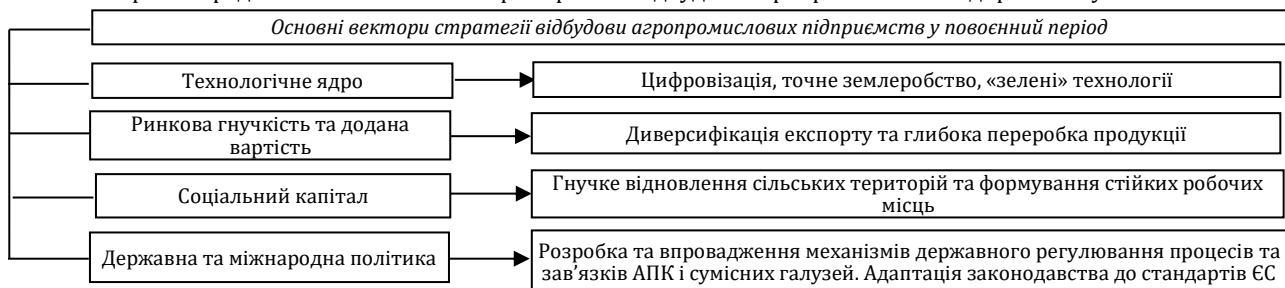 Основні вектори стратегії відбудови агропромислових підприємств у повоєнний період
Технологічне ядро
Цифровізація, точне землеробство, «зелені» технології
Ринкова гнучкість та додана
вартість
Диверсифікація експорту та глибока переробка продукції
Соціальний капітал
Гнучке відновлення сільських територій та формування стійких робочих
місць
Державна та міжнародна політика
Розробка та впровадження механізмів державного регулювання процесів та
зав’язків АПК і сумісних галузей. Адаптація законодавства до стандартів ЄС